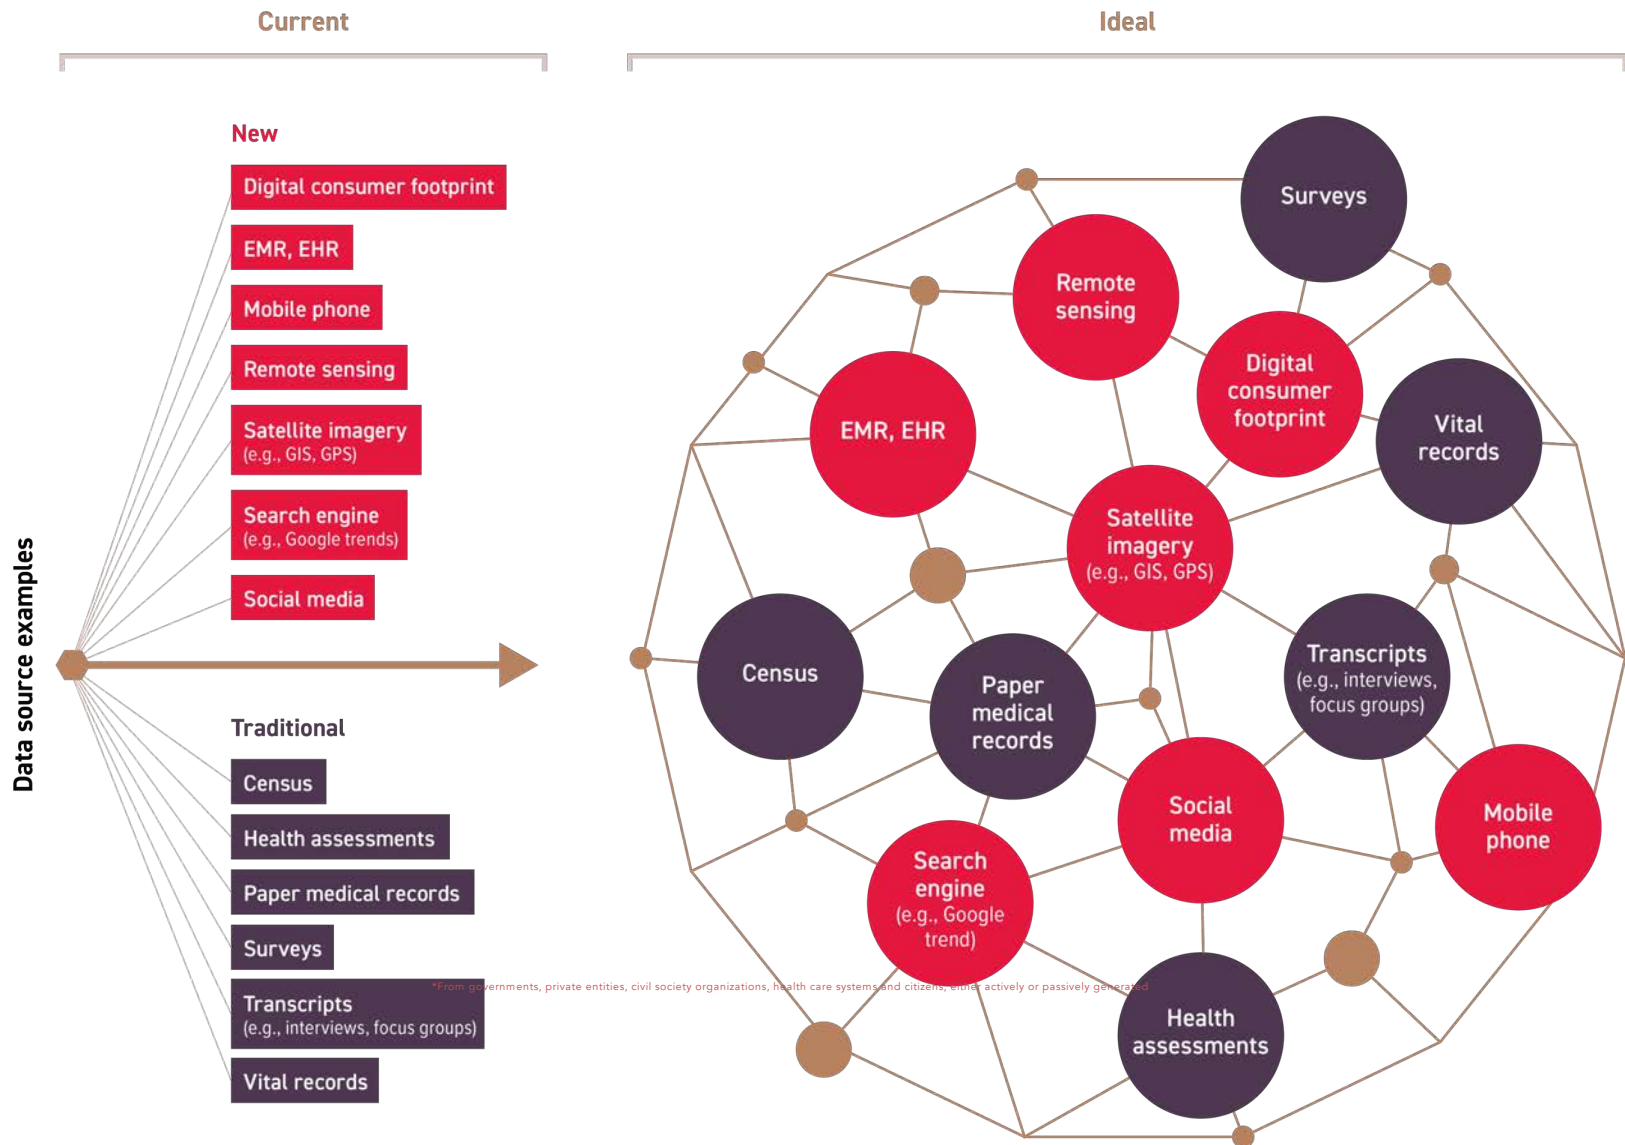 Current
Ideal
Data source examples
New
Digital consumer footprint
EMR, EHR
Mobile phone
Remote sensing
Satellite imagery
(e.g., GIS, GPS)
Search engine
(e.g., Google trends)
Social media
Traditional
Census
Health assessments
Paper medical records
Surveys
Transcripts
(e.g., interviews, focus groups)
Vital records
Surveys
Remote
sensing
Digital
consumer
footprint
EMR, EHR
Vital
records
Satellite
imagery
(e.g., GIS, GPS)
Census
Paper
medical
records
Transcripts
(e.g., interviews,
focus groups)
Social
media
Mobile
phone
Search
engine
(e.g., Google
trend)
Health
assessments
*From governments, private entities, civil society organizations, health care systems and citizens, either actively or passively generated